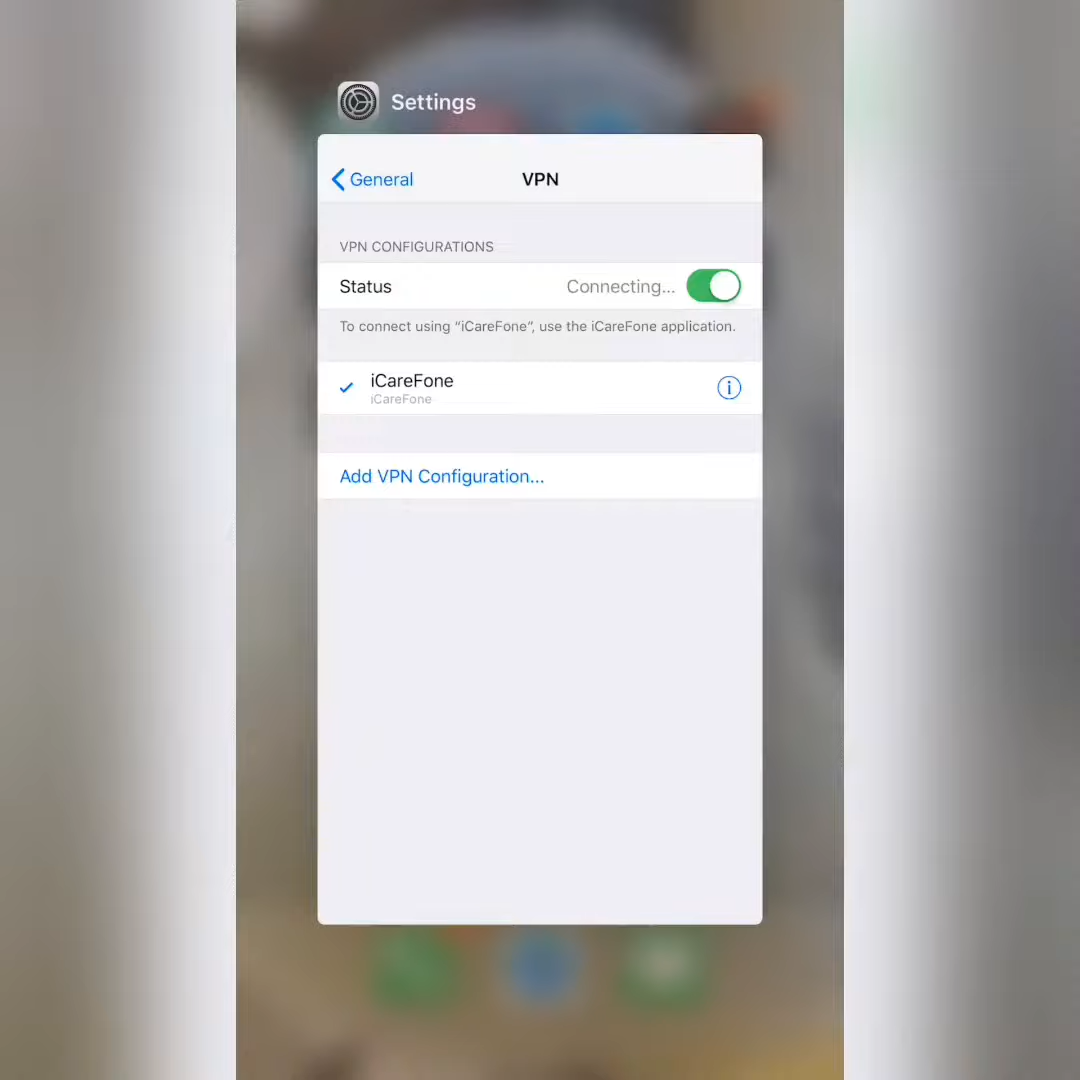 Settings
General
VPN
VPN CONFIGURATIONS
Status Connecting...
To connect using “iCareFone”, use the iCareFone application.
iCareFone
iCareFone
Add VPN Configuration...